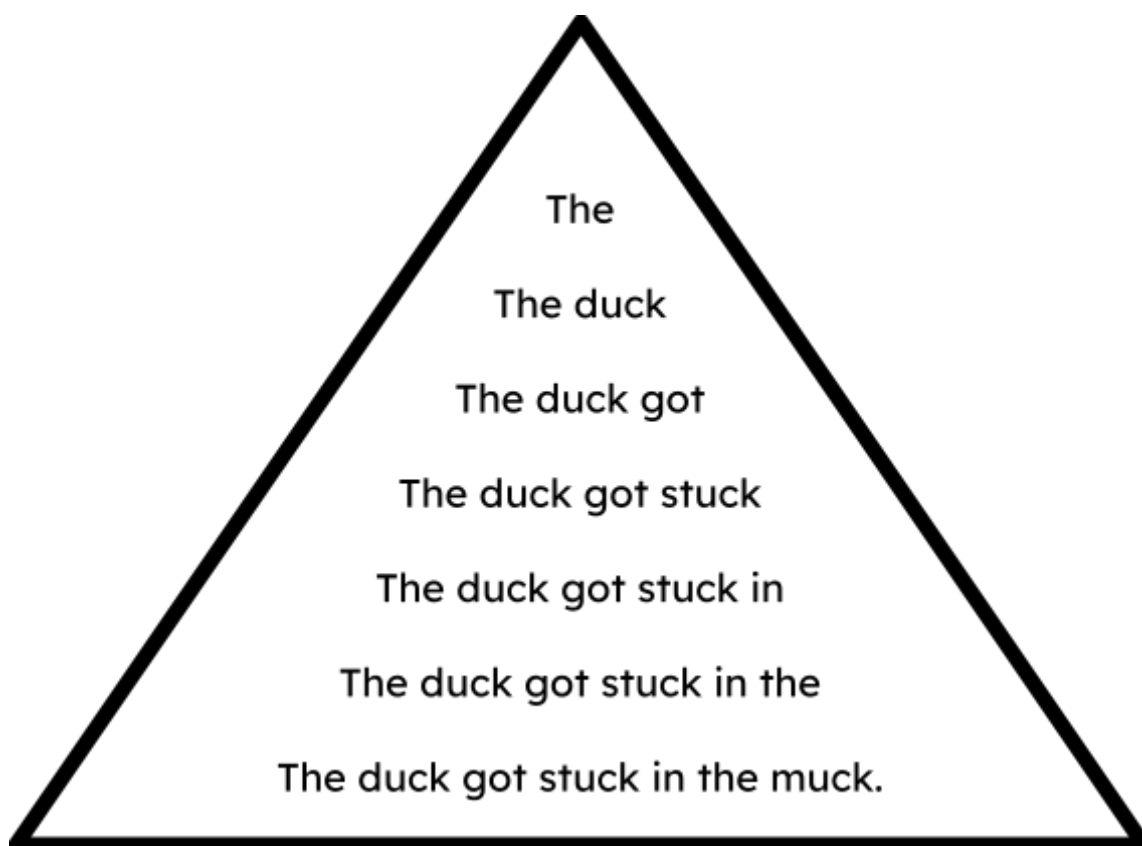 The
The duck
The duck got
The duck got stuck
The duck got stuck in
The duck got stuck in the
The duck got stuck in the muck.